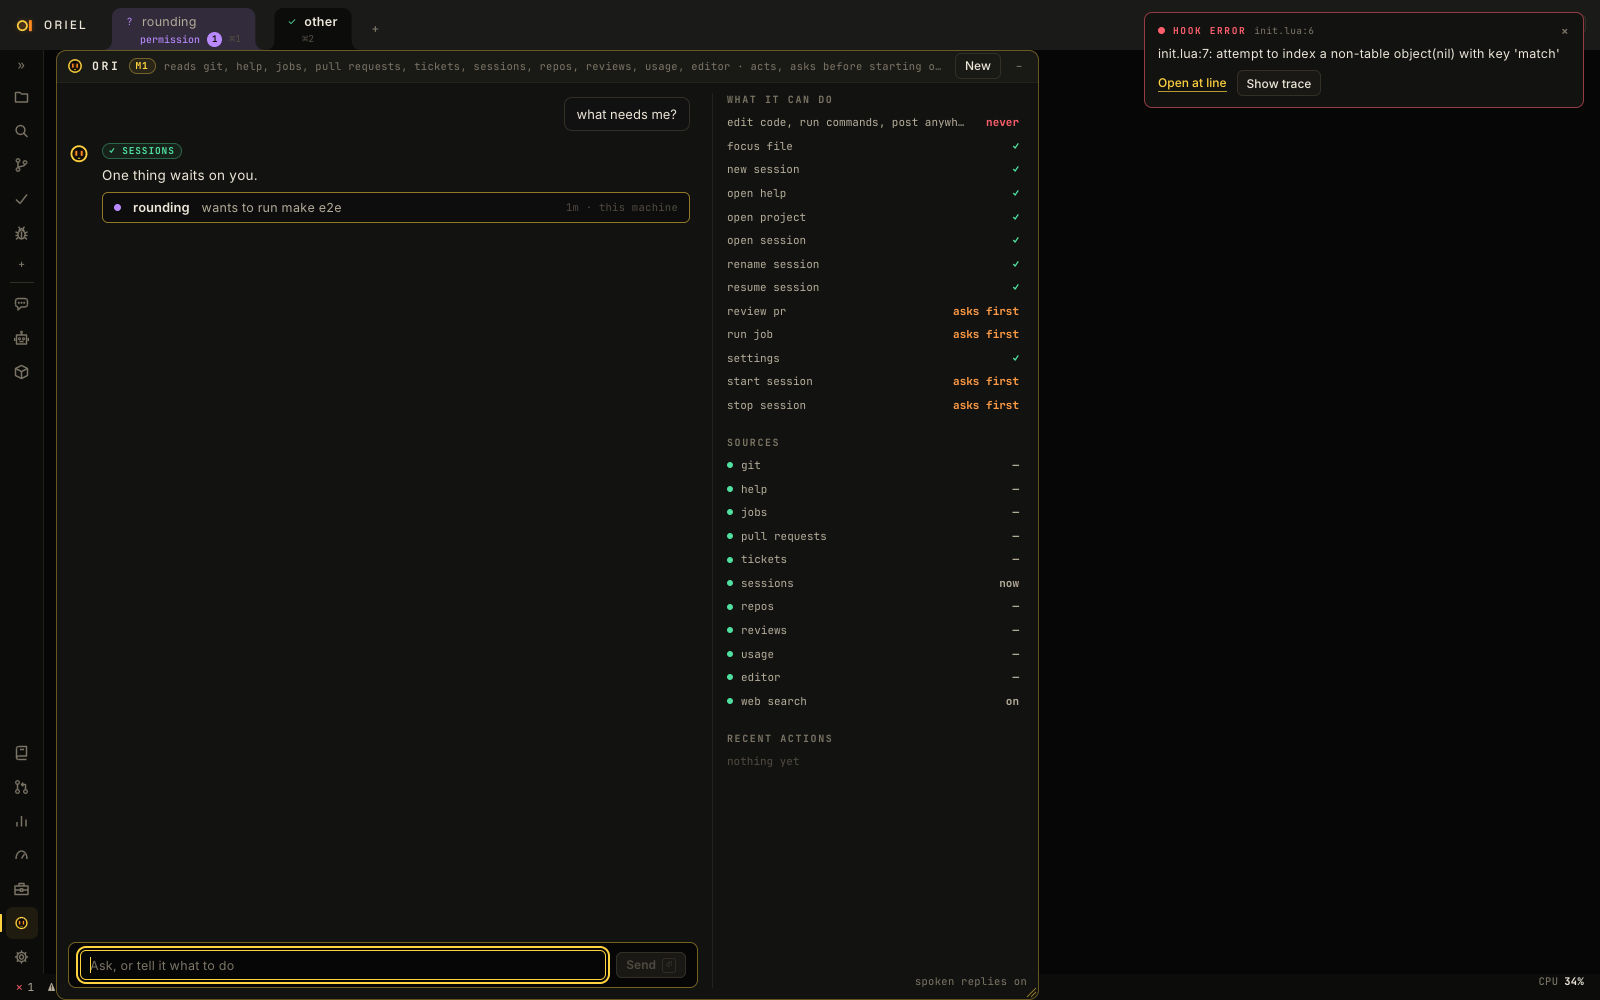 ORIEL
? rounding
permission 1 ⌘1
✓ other
⌘2
+
HOOK ERROR init.lua:6 ×
init.lua:7: attempt to index a non-table object(nil) with key 'match'
Open at line Show trace
»
ORI M1 reads git, help, jobs, pull requests, tickets, sessions, repos, reviews, usage, editor · acts, asks before starting o… New –
what needs me?
✓ SESSIONS
One thing waits on you.
rounding wants to run make e2e 1m · this machine
WHAT IT CAN DO
edit code, run commands, post anywh… never
focus file ✓
new session ✓
open help ✓
open project ✓
open session ✓
rename session ✓
resume session ✓
review pr asks first
run job asks first
settings ✓
start session asks first
stop session asks first
SOURCES
git –
help –
jobs –
pull requests –
tickets –
sessions now
repos –
reviews –
usage –
editor –
web search on
RECENT ACTIONS
nothing yet
Ask, or tell it what to do Send
spoken replies on
× 1
CPU 34%